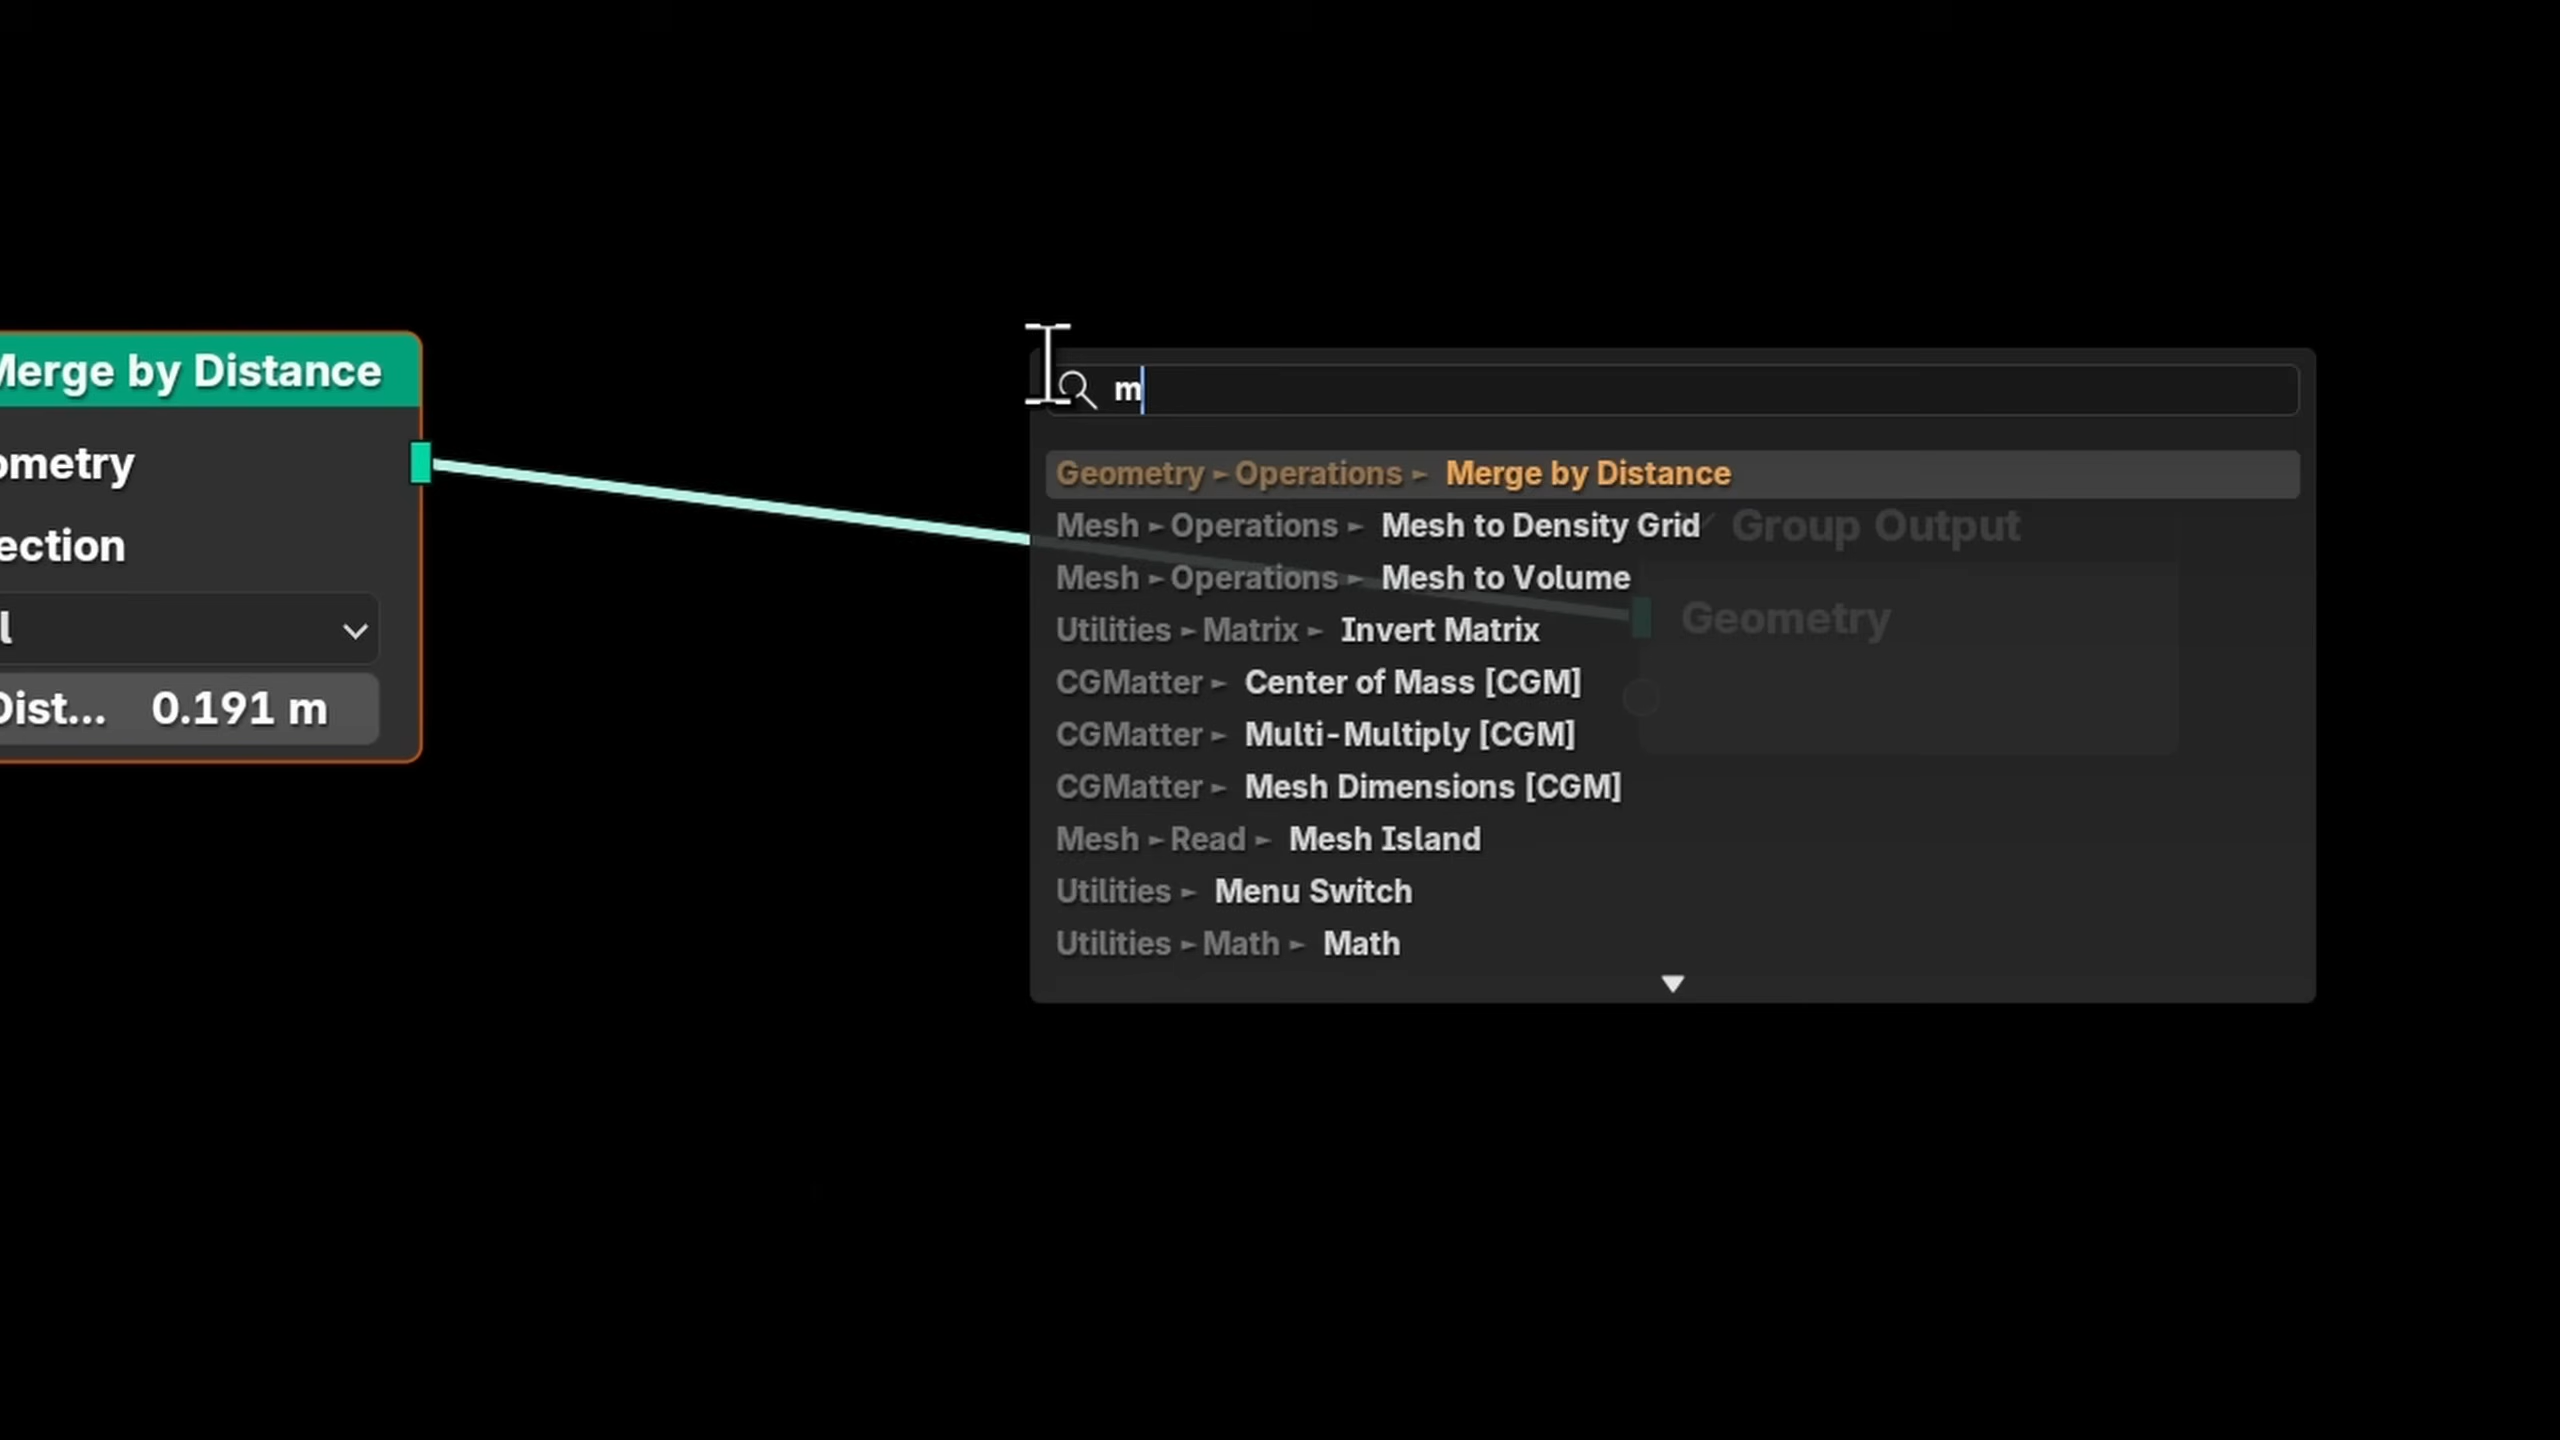 Merge by Distance
ometry
ection
l
Dist... 0.191 m
m
Geometry ▸ Operations ▸ Merge by Distance
Mesh ▸ Operations ▸ Mesh to Density Grid
Mesh ▸ Operations ▸ Mesh to Volume
Utilities ▸ Matrix ▸ Invert Matrix
CGMatter ▸ Center of Mass [CGM]
CGMatter ▸ Multi-Multiply [CGM]
CGMatter ▸ Mesh Dimensions [CGM]
Mesh ▸ Read ▸ Mesh Island
Utilities ▸ Menu Switch
Utilities ▸ Math ▸ Math
Group Output
Geometry